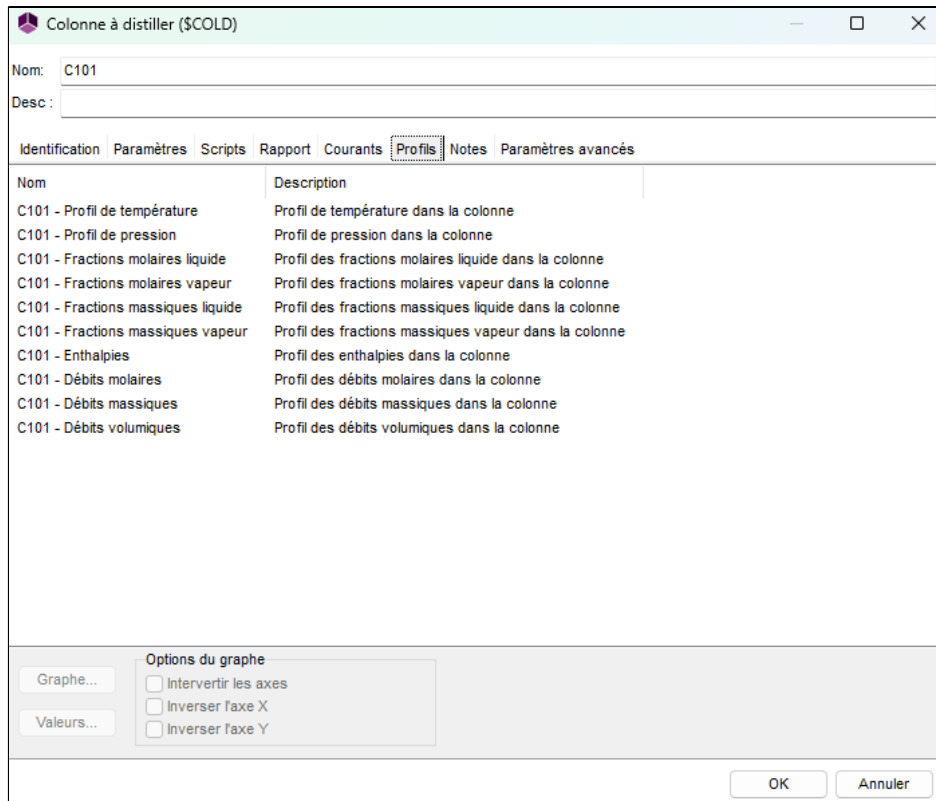 Colonne à distiller ($COLD)
Nom: C101
Desc :
Identification Paramètres Scripts Rapport Courants Profils Notes Paramètres avancés
Nom Description
C101 - Profil de température Profil de température dans la colonne
C101 - Profil de pression Profil de pression dans la colonne
C101 - Fractions molaires liquide Profil des fractions molaires liquide dans la colonne
C101 - Fractions molaires vapeur Profil des fractions molaires vapeur dans la colonne
C101 - Fractions massiques liquide Profil des fractions massiques liquide dans la colonne
C101 - Fractions massiques vapeur Profil des fractions massiques vapeur dans la colonne
C101 - Enthalpies Profil des enthalpies dans la colonne
C101 - Débits molaires Profil des débits molaires dans la colonne
C101 - Débits massiques Profil des débits massiques dans la colonne
C101 - Débits volumiques Profil des débits volumiques dans la colonne
Options du graphe
Graphe... Intervertir les axes
Inverser l'axe X
Valeurs... Inverser l'axe Y
OK Annuler